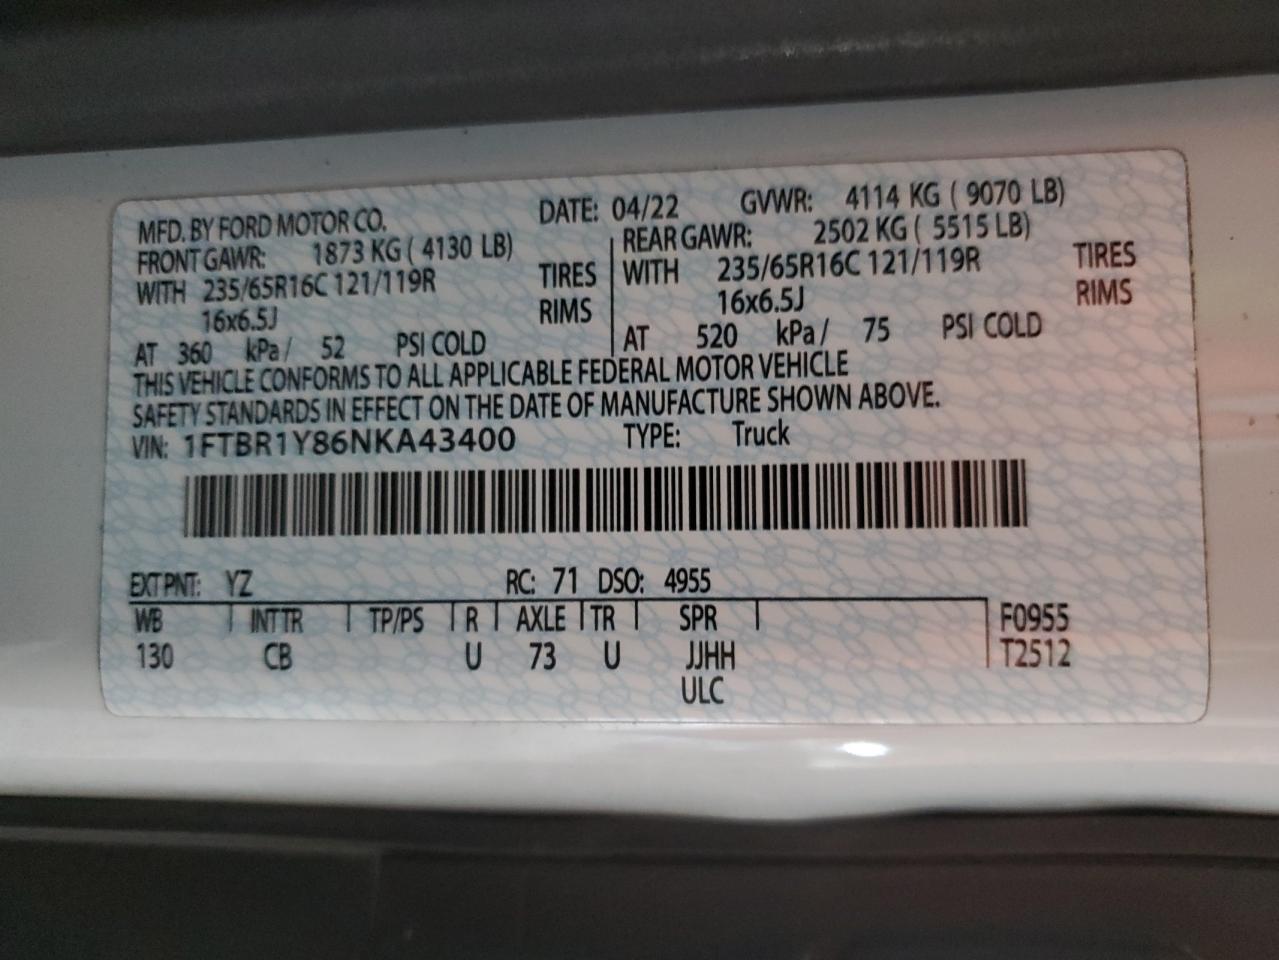 MFD. BY FORD MOTOR CO. DATE: 04/22 GVWR: 4114 KG ( 9070 LB)
FRONT GAWR: 1873 KG ( 4130 LB) REAR GAWR: 2502 KG ( 5515 LB)
WITH 235/65R16C 121/119R TIRES WITH 235/65R16C 121/119R TIRES
16x6.5J RIMS 16x6.5J RIMS
AT 360 kPa/ 52 PSI COLD AT 520 kPa/ 75 PSI COLD
THIS VEHICLE CONFORMS TO ALL APPLICABLE FEDERAL MOTOR VEHICLE
SAFETY STANDARDS IN EFFECT ON THE DATE OF MANUFACTURE SHOWN ABOVE.
VIN: 1FTBR1Y86NKA43400 TYPE: Truck
EXT PNT: YZ RC: 71 DSO: 4955
WB INT TR TP/PS R AXLE TR SPR F0955
130 CB U 73 U JJHH T2512
ULC